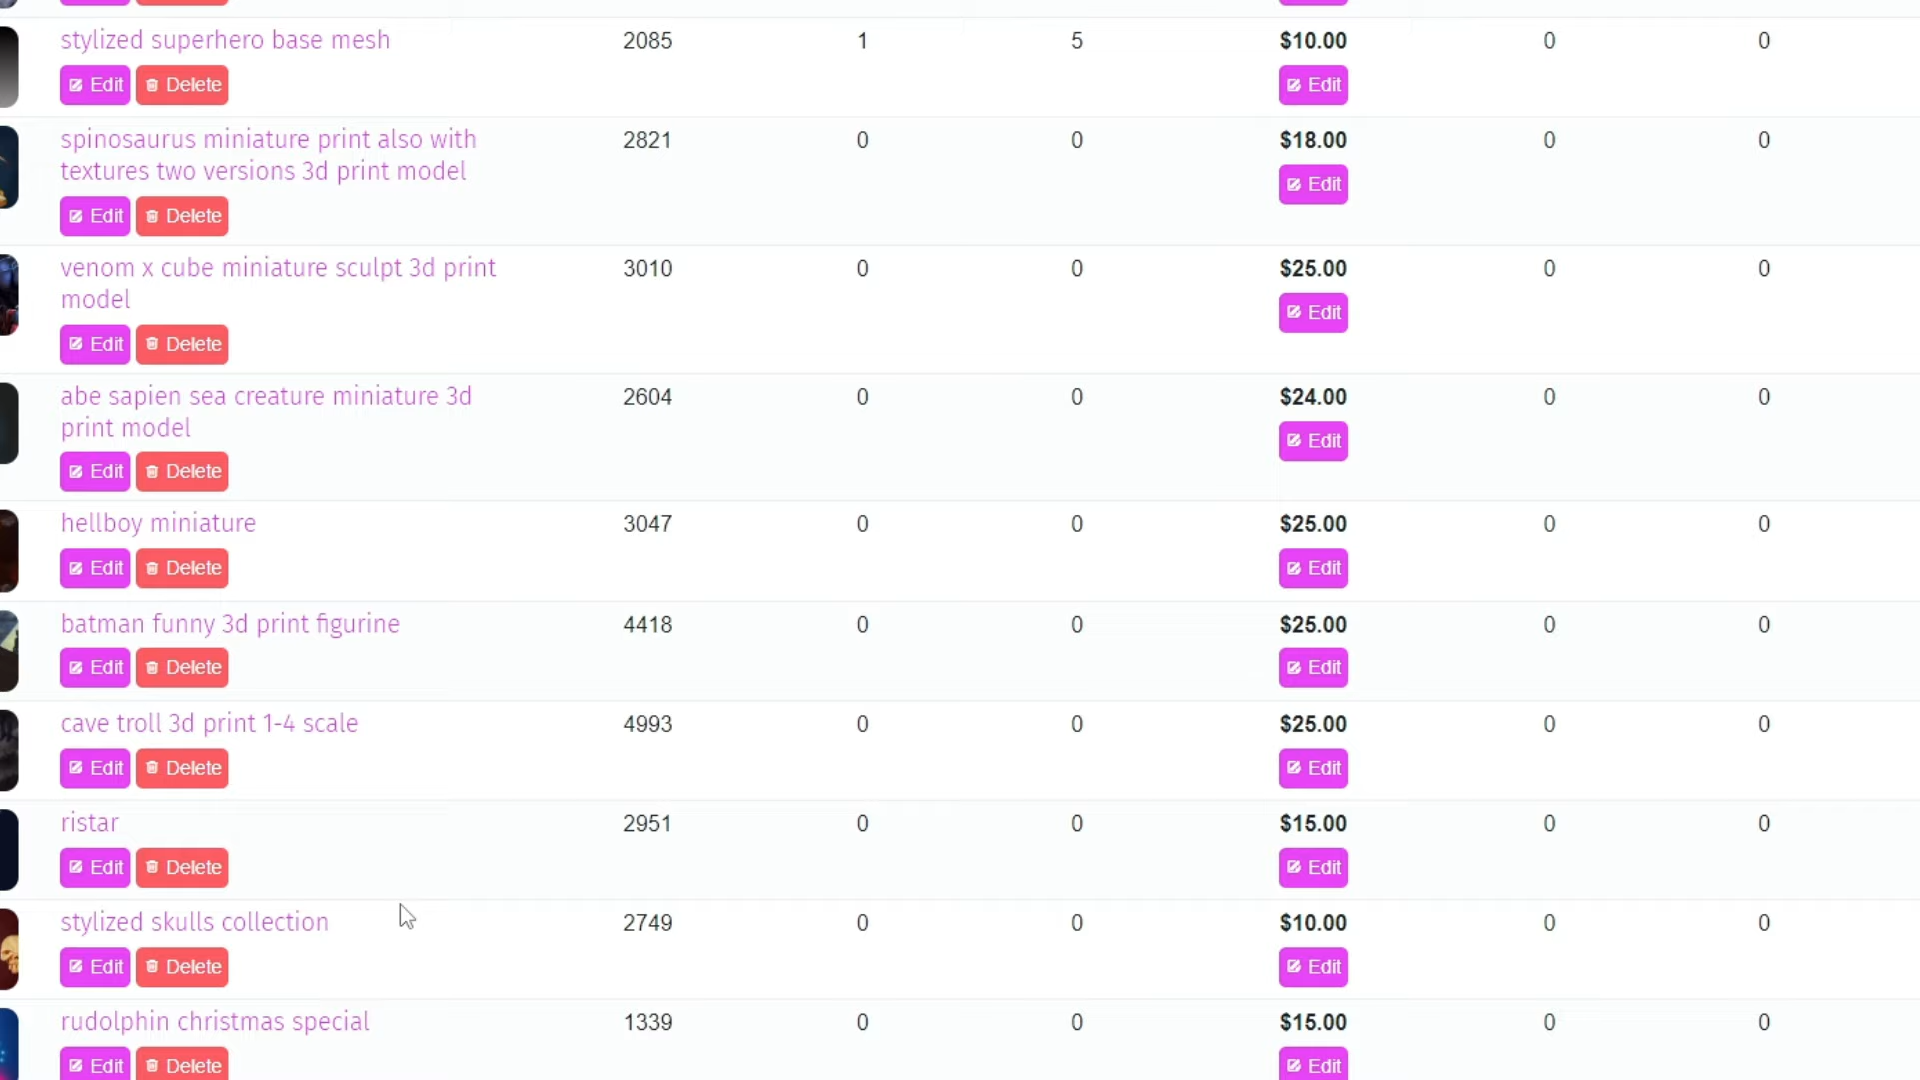 stylized superhero base mesh 2085 1 5 $10.00 0 0
Edit Delete Edit
spinosaurus miniature print also with 2821 0 0 $18.00 0 0
textures two versions 3d print model Edit
Edit Delete
venom x cube miniature sculpt 3d print 3010 0 0 $25.00 0 0
model Edit
Edit Delete
abe sapien sea creature miniature 3d 2604 0 0 $24.00 0 0
print model Edit
Edit Delete
hellboy miniature 3047 0 0 $25.00 0 0
Edit Delete Edit
batman funny 3d print figurine 4418 0 0 $25.00 0 0
Edit Delete Edit
cave troll 3d print 1-4 scale 4993 0 0 $25.00 0 0
Edit Delete Edit
ristar 2951 0 0 $15.00 0 0
Edit Delete Edit
stylized skulls collection 2749 0 0 $10.00 0 0
Edit Delete Edit
rudolphin christmas special 1339 0 0 $15.00 0 0
Edit Delete Edit